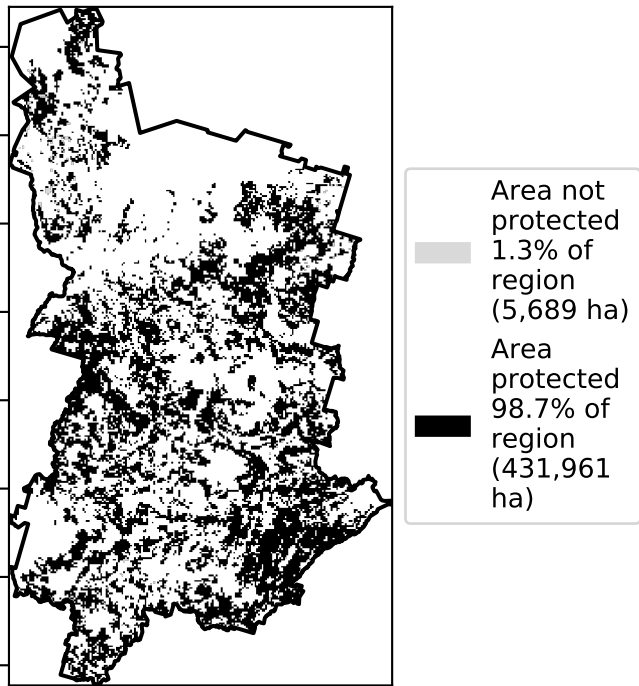 Area not
protected
1.3% of
region
(5,689 ha)
Area
protected
98.7% of
region
(431,961
ha)